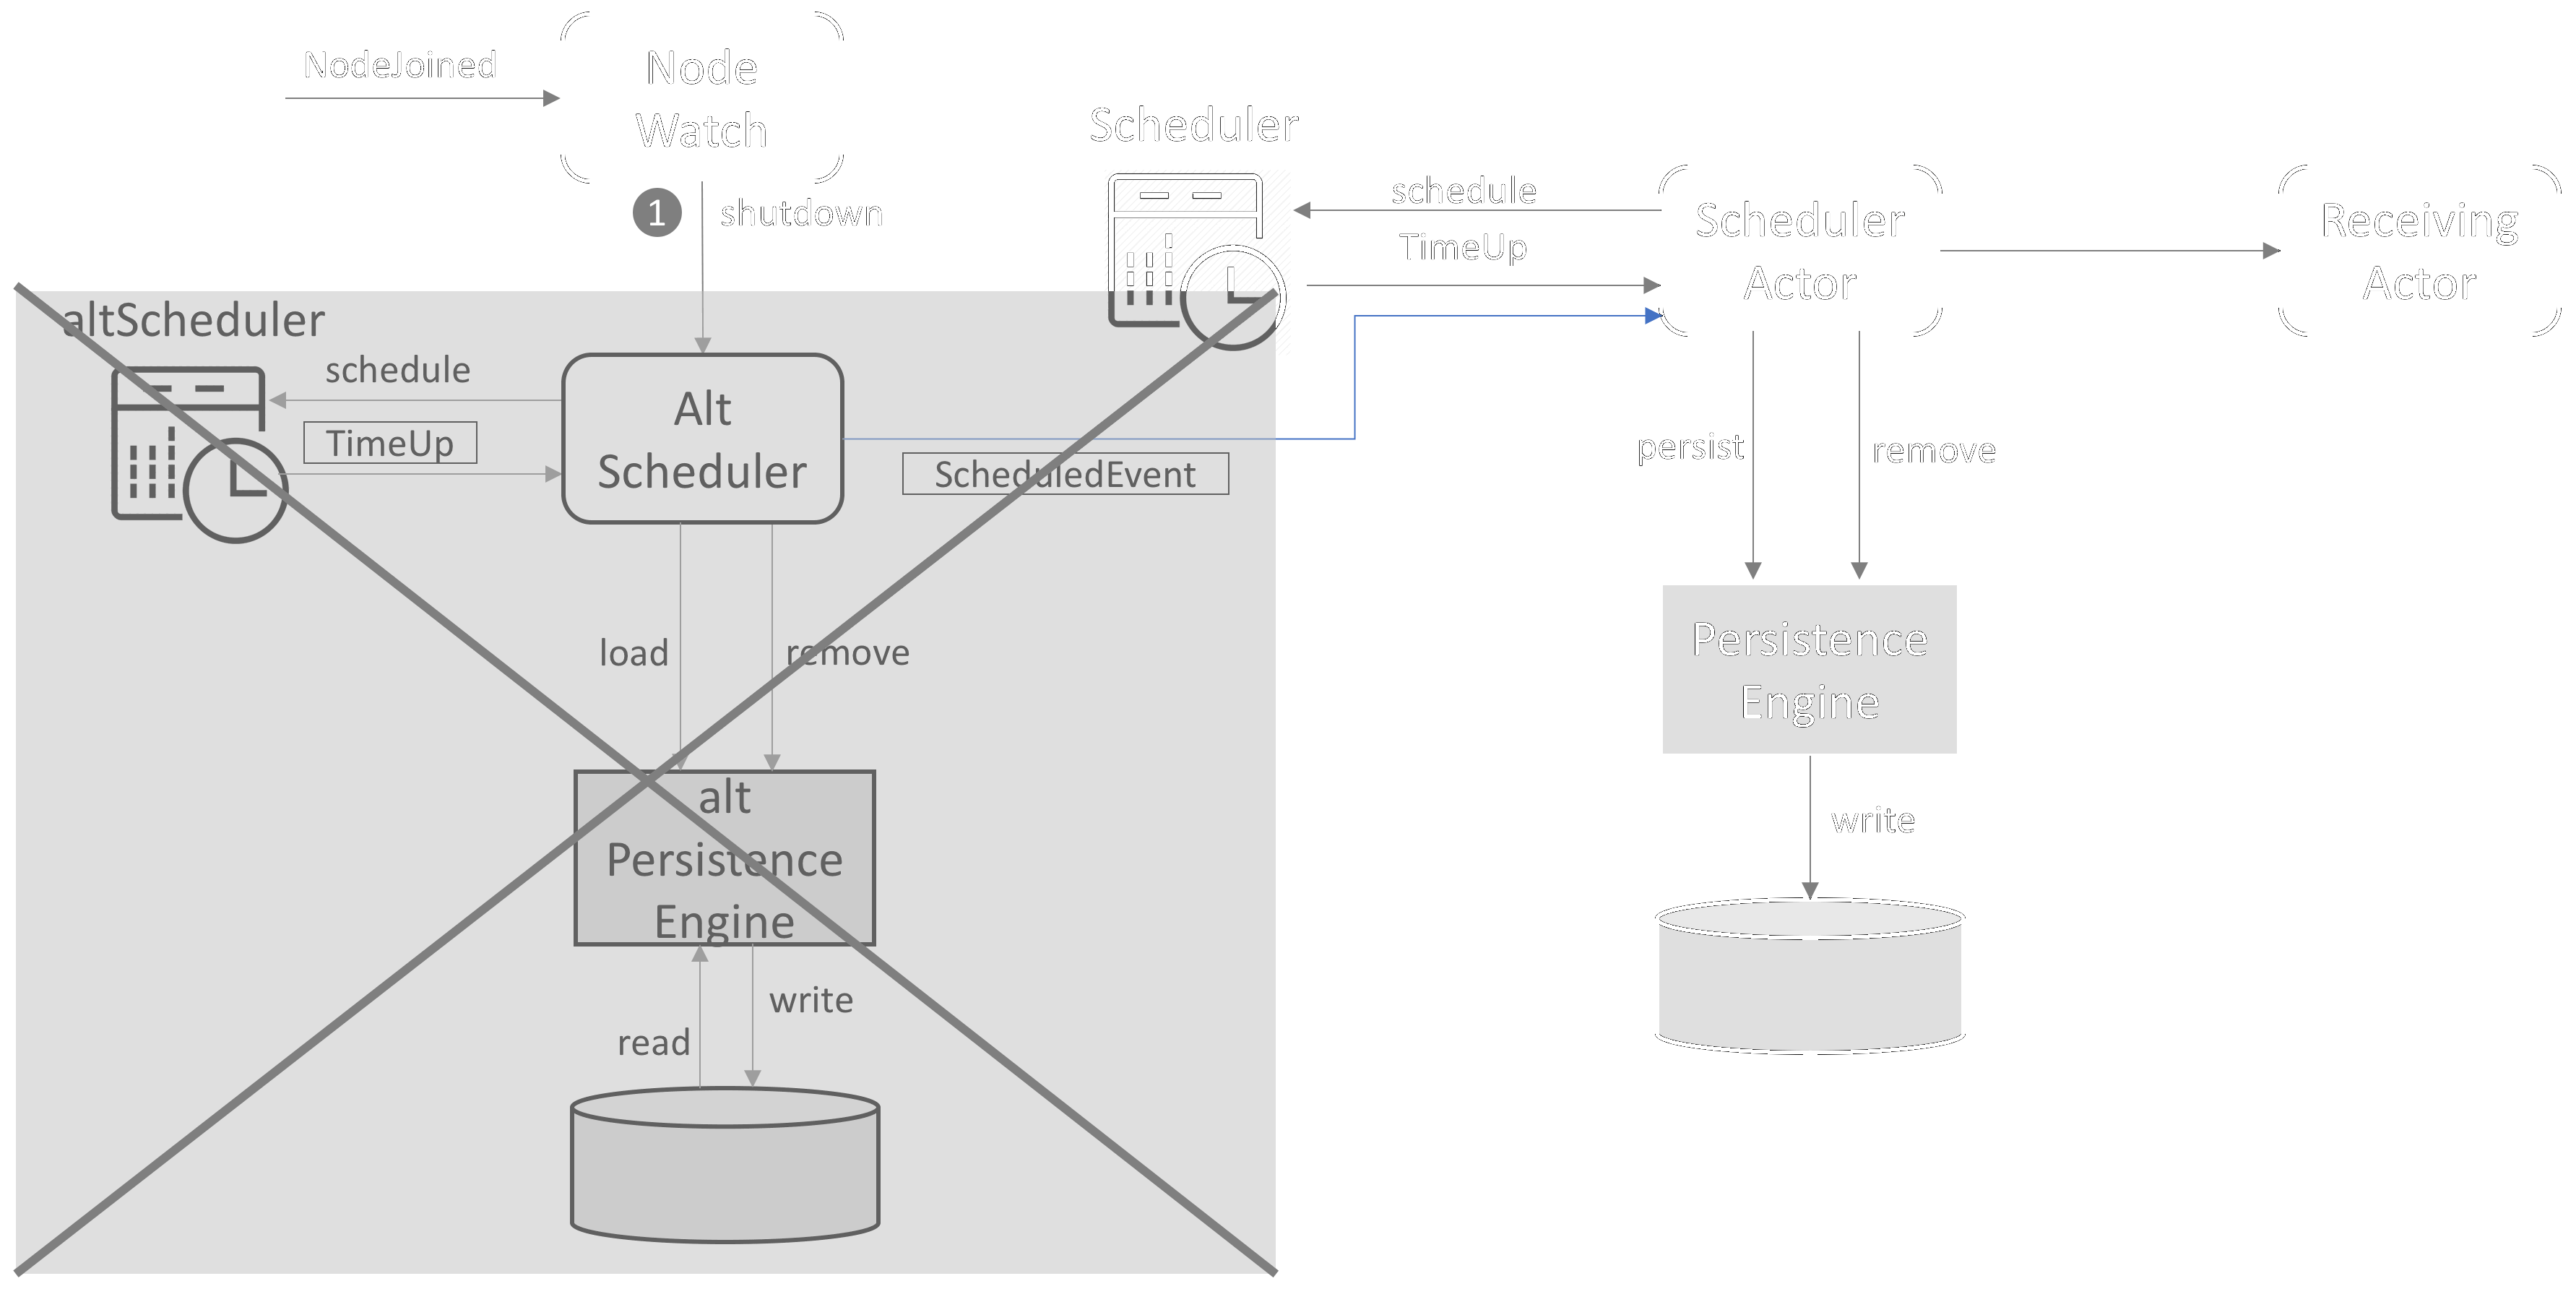 NodeJoined
Node
Watch
1
shutdown
Scheduler
schedule
TimeUp
Scheduler
Actor
Receiving
Actor
altScheduler
schedule
TimeUp
Alt
Scheduler
ScheduledEvent
persist
remove
load
remove
Persistence
Engine
write
alt
Persistence
Engine
read
write